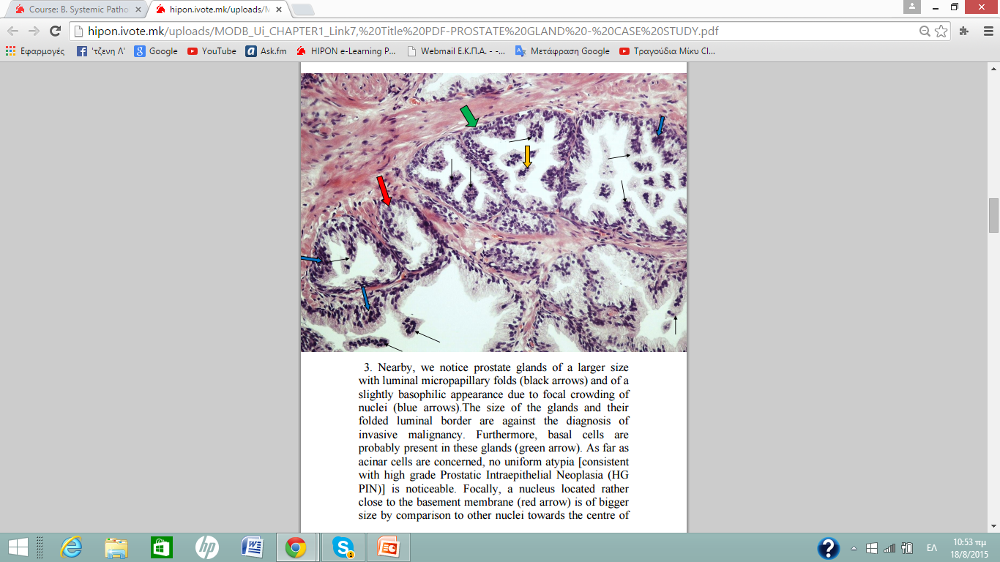 Course: B. Systemic Patho
hipon.ivote.mk/uploads/M
hipon.ivote.mk/uploads/MODB_Ui_CHAPTER1_Link7,%20Title%20PDF-PROSTATE%20GLAND%20-%20CASE%20STUDY.pdf
Εφαρμογές
'τζενη Λ'
Google
YouTube
Ask.fm
HIPON e-Learning P...
Webmail Ε.Κ.Π.Α. - -...
Μετάφραση Google
Τραγούδια Μίκυ Cl...
3. Nearby, we notice prostate glands of a larger size
with luminal micropapillary folds (black arrows) and of a
slightly basophilic appearance due to focal crowding of
nuclei (blue arrows).The size of the glands and their
folded luminal border are against the diagnosis of
invasive malignancy. Furthermore, basal cells are
probably present in these glands (green arrow). As far as
acinar cells are concerned, no uniform atypia [consistent
with high grade Prostatic Intraepithelial Neoplasia (HG
PIN)] is noticeable. Focally, a nucleus located rather
close to the basement membrane (red arrow) is of bigger
size by comparison to other nuclei towards the centre of
ΕΛ
10:53 πμ
18/8/2015